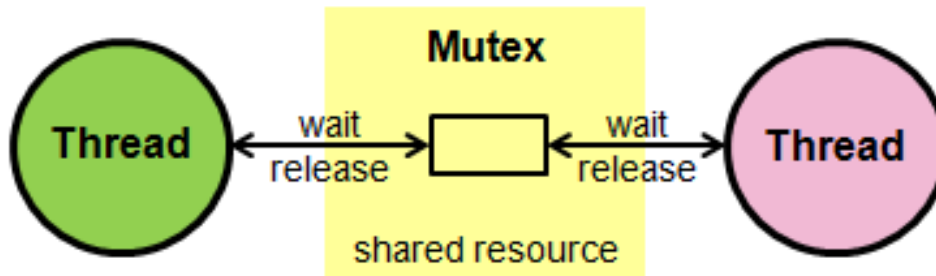 Mutex
Thread
wait
release
wait
release
Thread
shared resource